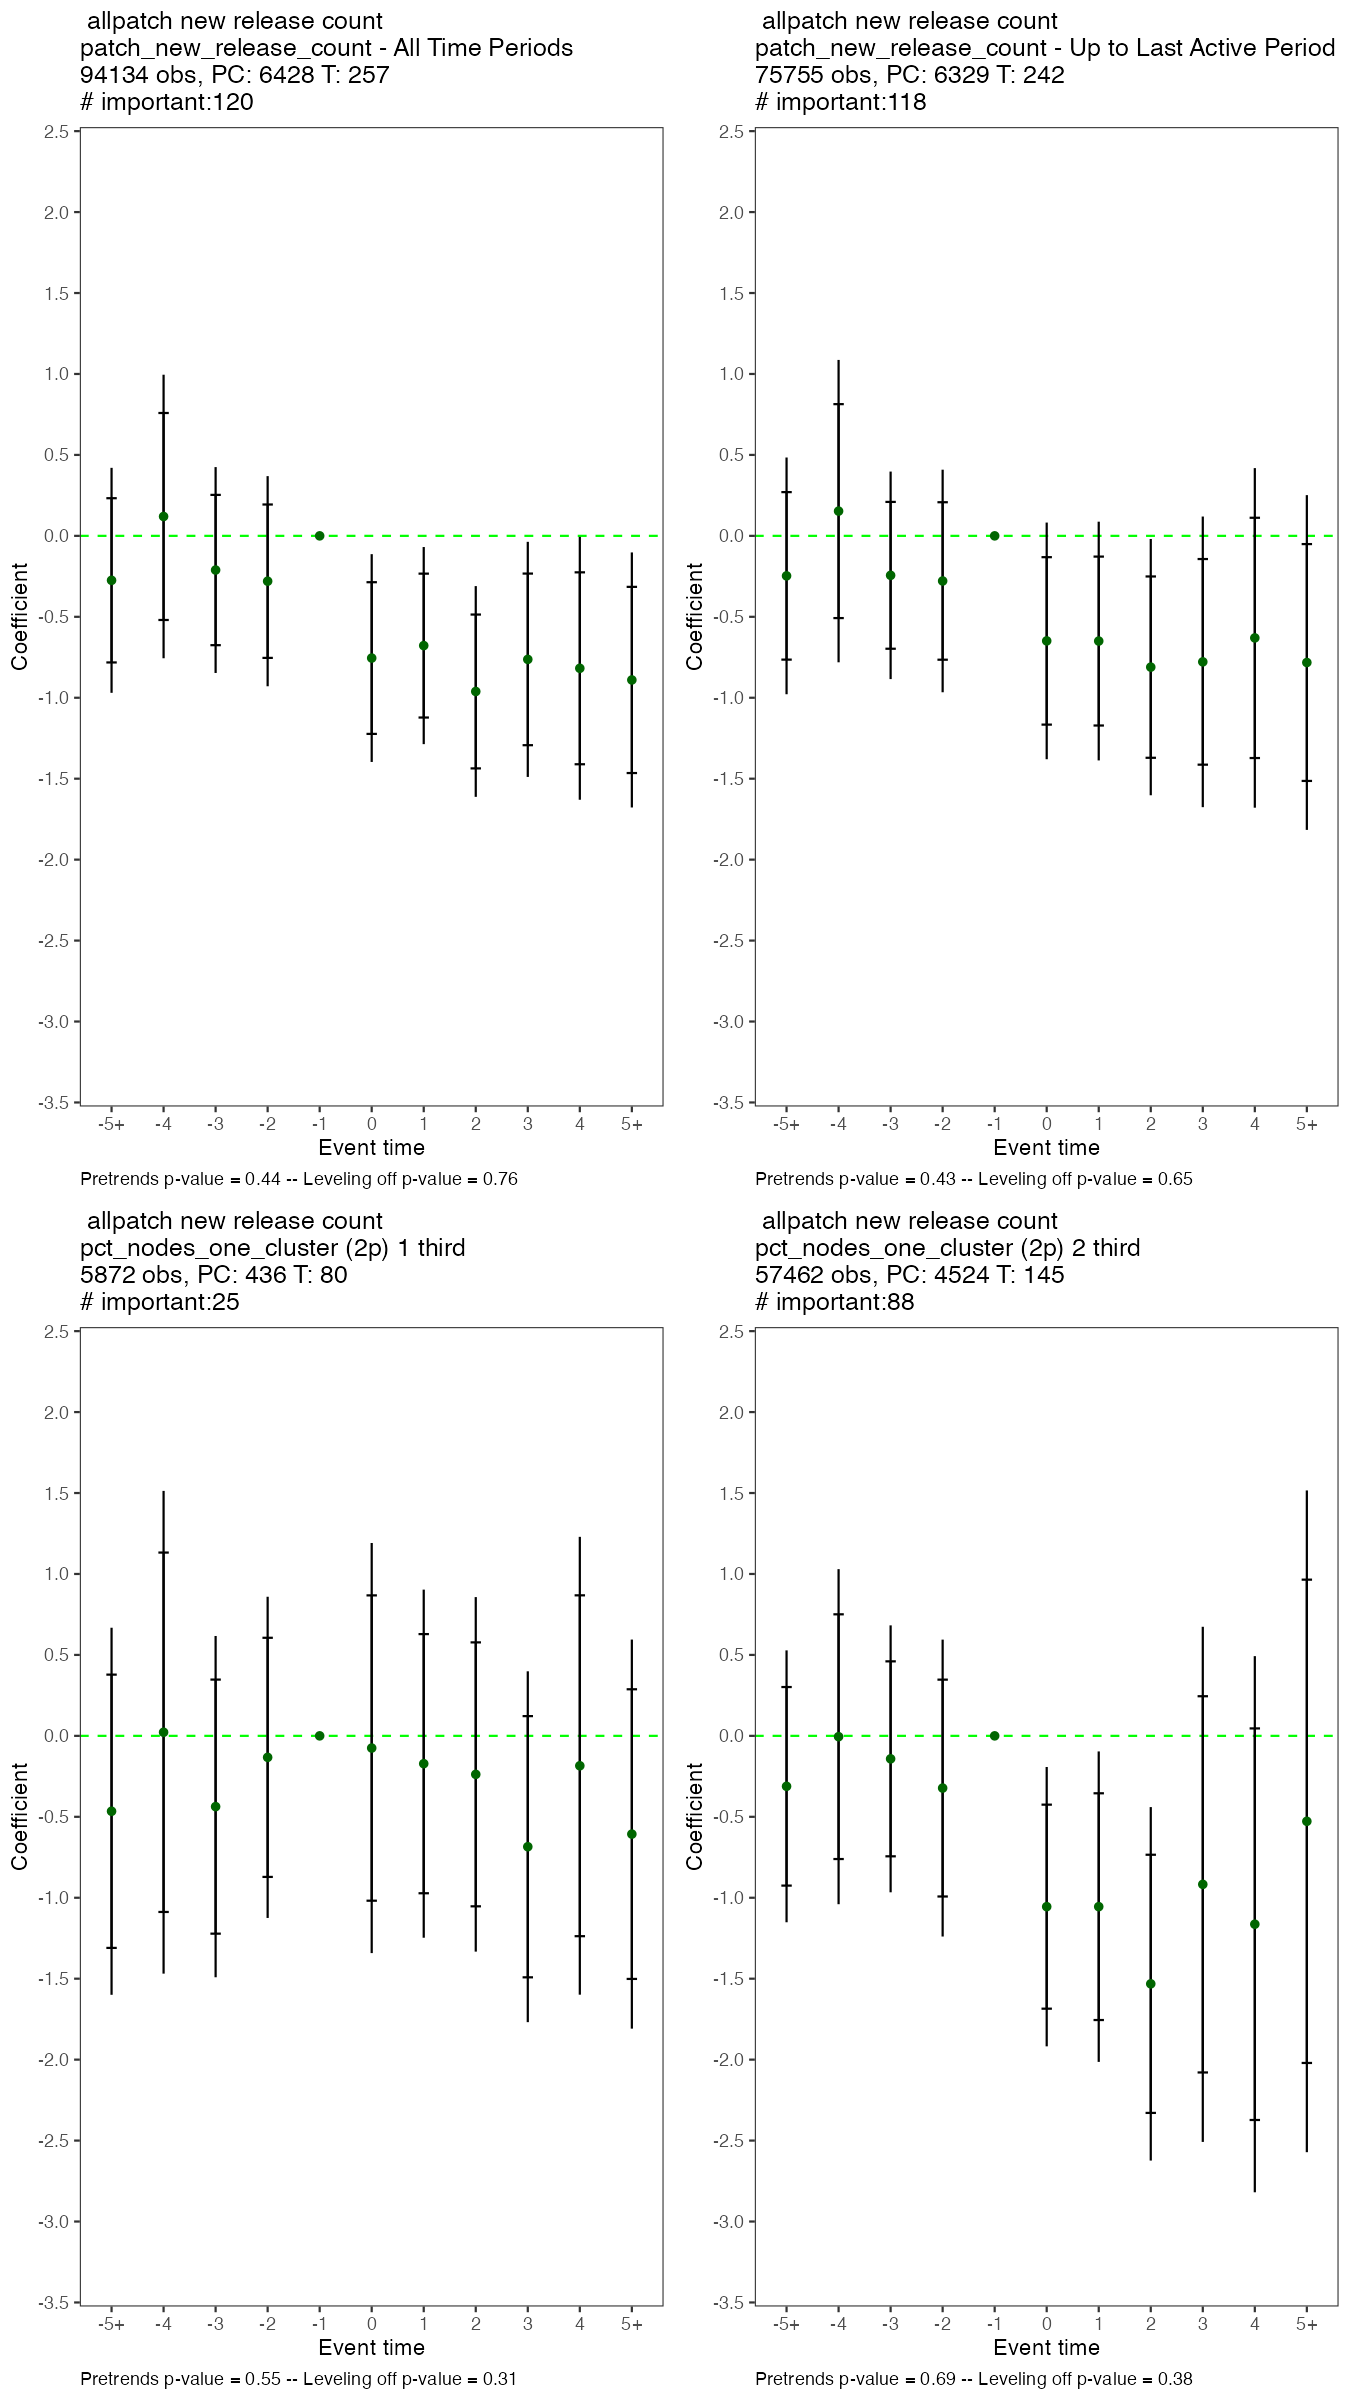 allpatch new release count
patch_new_release_count - All Time Periods
94134 obs, PC: 6428 T: 257
# important:120
2.5
2.0
1.5
1.0
0.5
0.0
-0.5
-1.0
-1.5
-2.0
-2.5
-3.0
-3.5
Coefficient
-5+ -4 -3 -2 -1 0 1 2 3 4 5+
Event time
Pretrends p-value = 0.44 -- Leveling off p-value = 0.76
allpatch new release count
patch_new_release_count - Up to Last Active Period
75755 obs, PC: 6329 T: 242
# important:118
2.5
2.0
1.5
1.0
0.5
0.0
-0.5
-1.0
-1.5
-2.0
-2.5
-3.0
-3.5
Coefficient
-5+ -4 -3 -2 -1 0 1 2 3 4 5+
Event time
Pretrends p-value = 0.43 -- Leveling off p-value = 0.65
allpatch new release count
pct_nodes_one_cluster (2p) 1 third
5872 obs, PC: 436 T: 80
# important:25
2.5
2.0
1.5
1.0
0.5
0.0
-0.5
-1.0
-1.5
-2.0
-2.5
-3.0
-3.5
Coefficient
-5+ -4 -3 -2 -1 0 1 2 3 4 5+
Event time
Pretrends p-value = 0.55 -- Leveling off p-value = 0.31
allpatch new release count
pct_nodes_one_cluster (2p) 2 third
57462 obs, PC: 4524 T: 145
# important:88
2.5
2.0
1.5
1.0
0.5
0.0
-0.5
-1.0
-1.5
-2.0
-2.5
-3.0
-3.5
Coefficient
-5+ -4 -3 -2 -1 0 1 2 3 4 5+
Event time
Pretrends p-value = 0.69 -- Leveling off p-value = 0.38